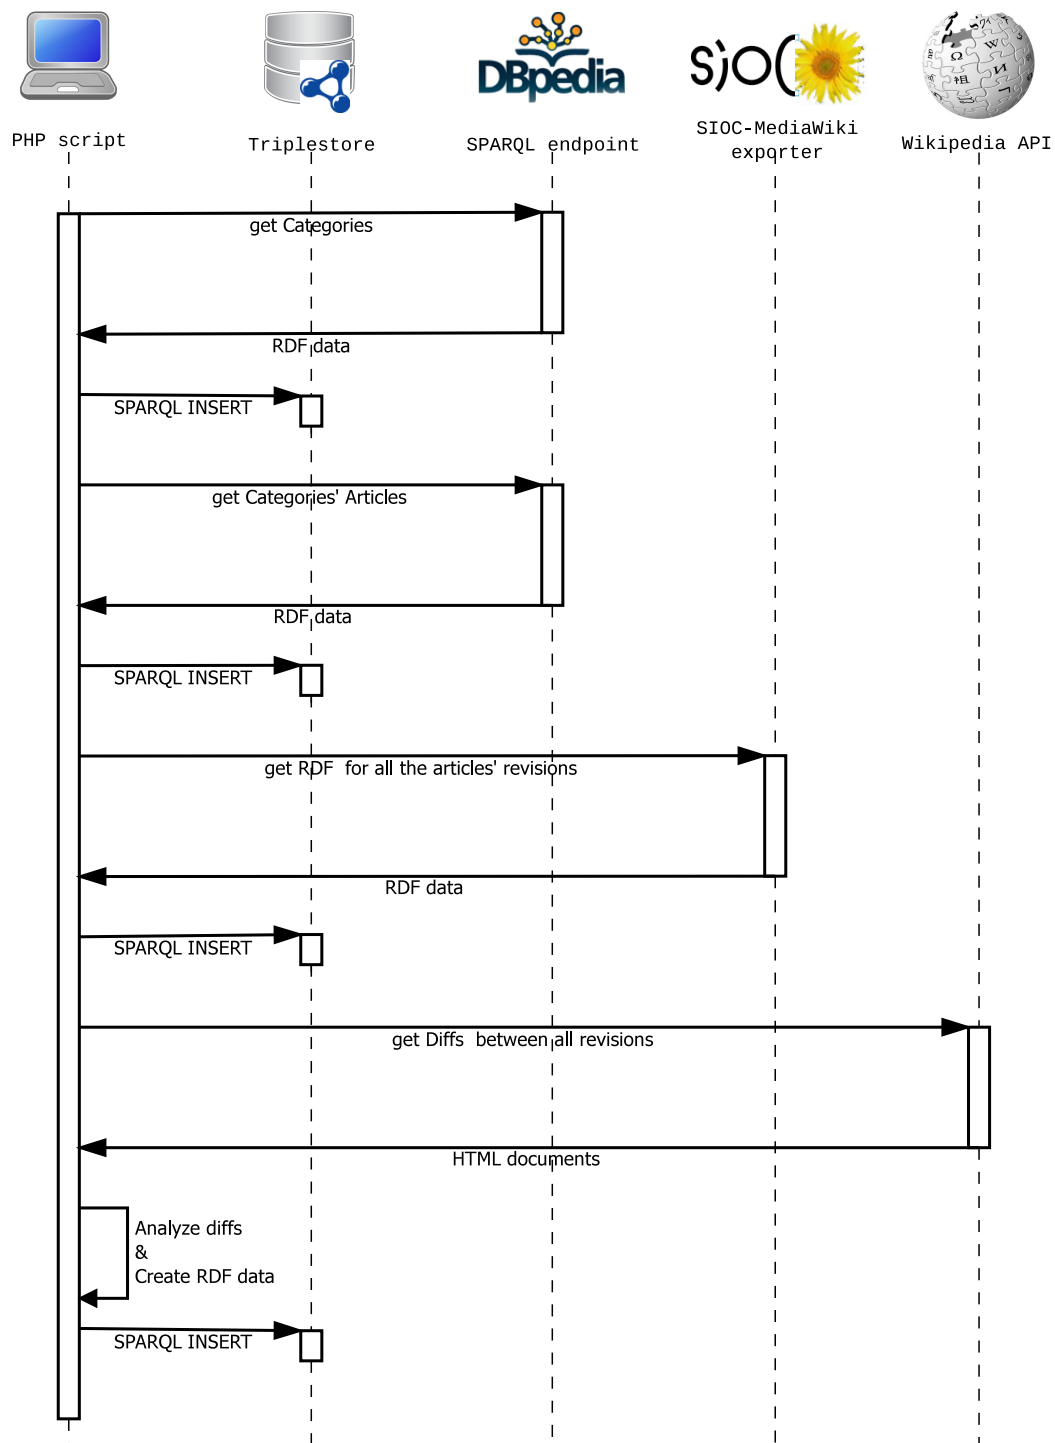 DBpedia
SIOC
PHP script
Triplestore
SPARQL endpoint
SIOC-MediaWiki
exporter
Wikipedia API
get Categories
RDF data
SPARQL INSERT
get Categories' Articles
RDF data
SPARQL INSERT
get RDF for all the articles' revisions
RDF data
SPARQL INSERT
get Diffs between all revisions
HTML documents
Analyze diffs
&
Create RDF data
SPARQL INSERT